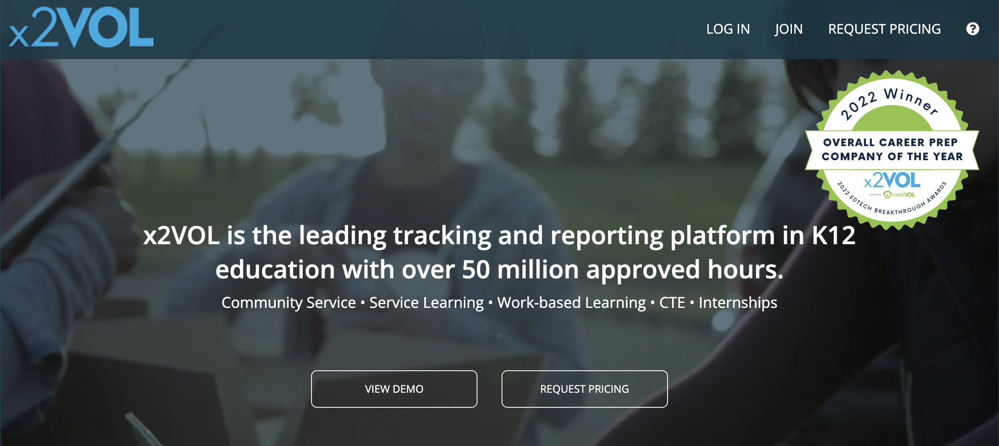 x2VOL
LOG IN
JOIN
REQUEST PRICING
?
2022 Winner
OVERALL CAREER PREP
COMPANY OF THE YEAR
x2VOL
powered by intelliVOL
2022 EDTECH BREAKTHROUGH AWARDS
x2VOL is the leading tracking and reporting platform in K12
education with over 50 million approved hours.
Community Service • Service Learning • Work-based Learning • CTE • Internships
VIEW DEMO
REQUEST PRICING